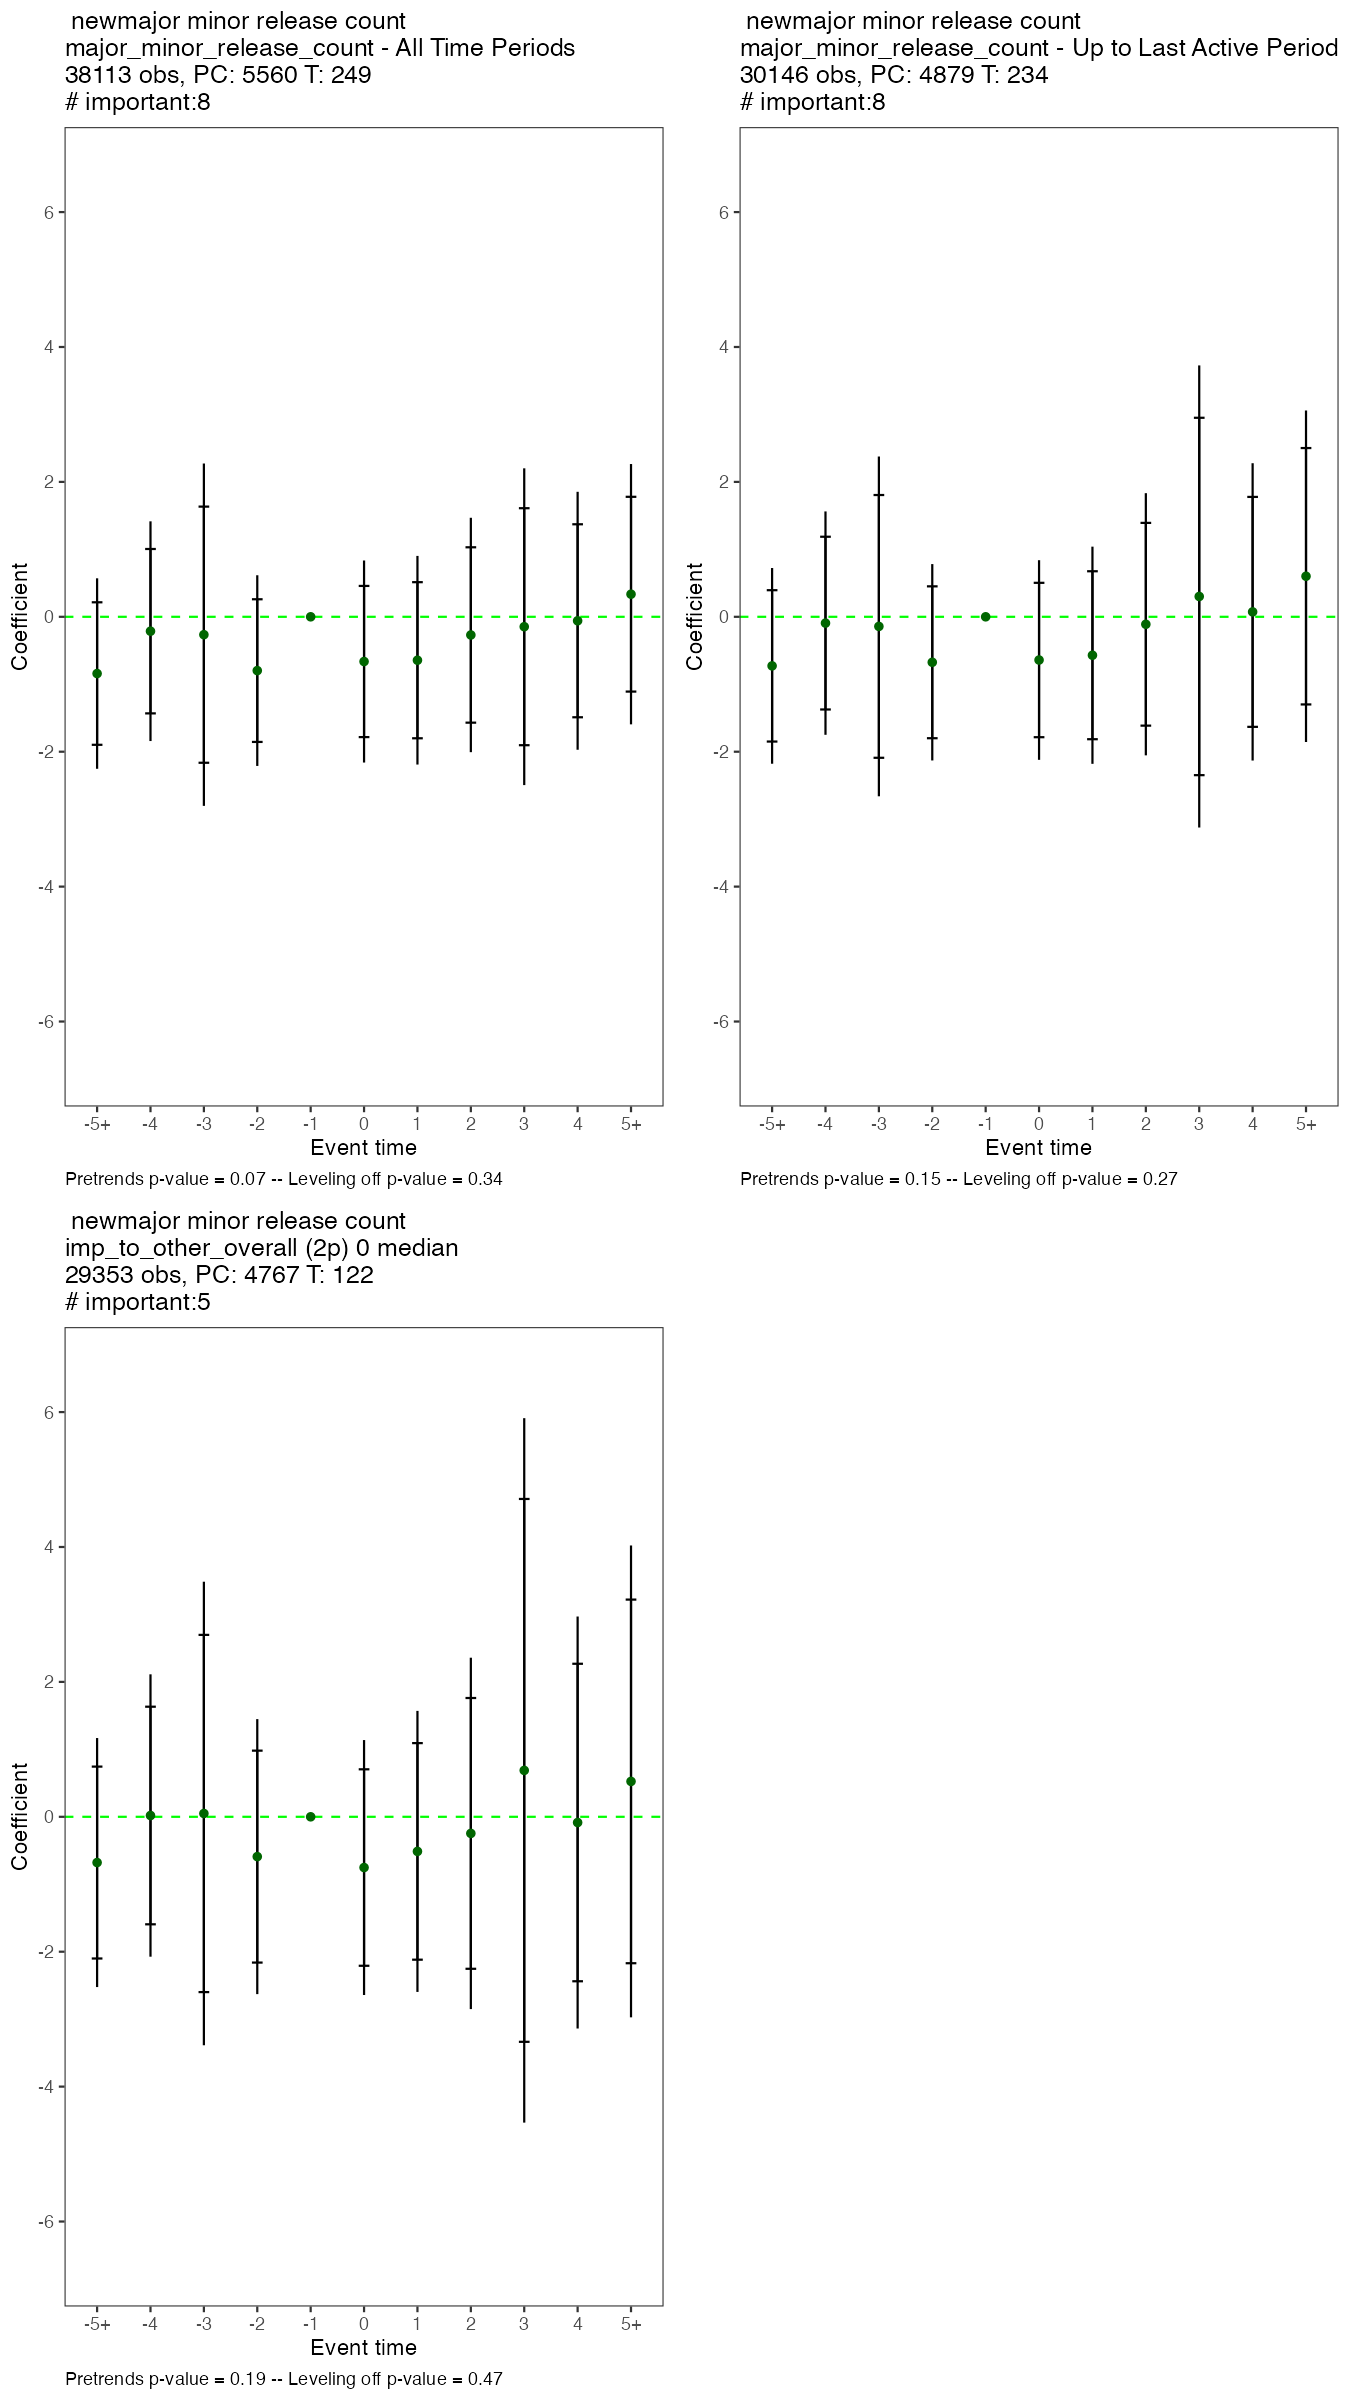 newmajor minor release count
major_minor_release_count - All Time Periods
38113 obs, PC: 5560 T: 249
# important:8
6
4
2
0
-2
-4
-6
Coefficient
-5+ -4 -3 -2 -1 0 1 2 3 4 5+
Event time
Pretrends p-value = 0.07 -- Leveling off p-value = 0.34
newmajor minor release count
major_minor_release_count - Up to Last Active Period
30146 obs, PC: 4879 T: 234
# important:8
6
4
2
0
-2
-4
-6
Coefficient
-5+ -4 -3 -2 -1 0 1 2 3 4 5+
Event time
Pretrends p-value = 0.15 -- Leveling off p-value = 0.27
newmajor minor release count
imp_to_other_overall (2p) 0 median
29353 obs, PC: 4767 T: 122
# important:5
6
4
2
0
-2
-4
-6
Coefficient
-5+ -4 -3 -2 -1 0 1 2 3 4 5+
Event time
Pretrends p-value = 0.19 -- Leveling off p-value = 0.47